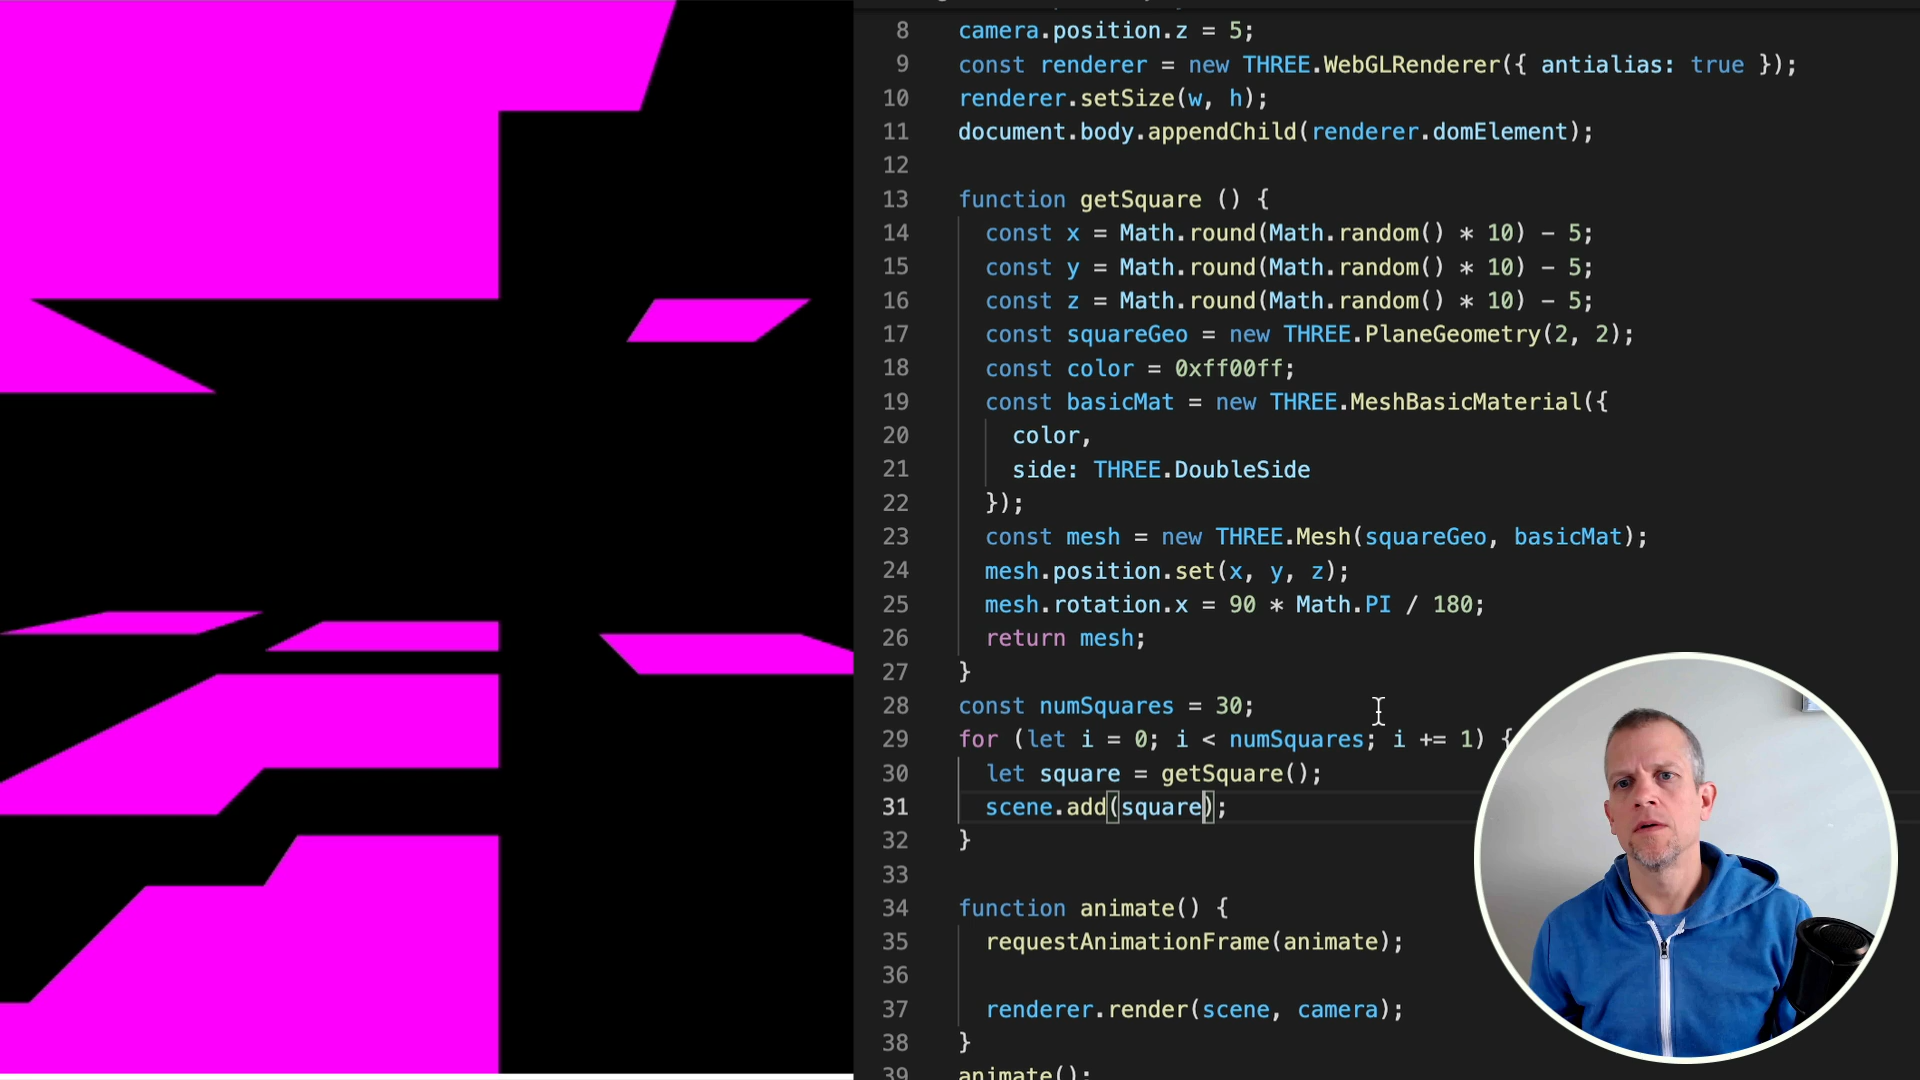 8 camera.position.z = 5;
9 const renderer = new THREE.WebGLRenderer({ antialias: true });
10 renderer.setSize(w, h);
11 document.body.appendChild(renderer.domElement);
12
13 function getSquare () {
14 const x = Math.round(Math.random() * 10) - 5;
15 const y = Math.round(Math.random() * 10) - 5;
16 const z = Math.round(Math.random() * 10) - 5;
17 const squareGeo = new THREE.PlaneGeometry(2, 2);
18 const color = 0xff00ff;
19 const basicMat = new THREE.MeshBasicMaterial({
20 color,
21 side: THREE.DoubleSide
22 });
23 const mesh = new THREE.Mesh(squareGeo, basicMat);
24 mesh.position.set(x, y, z);
25 mesh.rotation.x = 90 * Math.PI / 180;
26 return mesh;
27 }
28 const numSquares = 30;
29 for (let i = 0; i < numSquares; i += 1) {
30 let square = getSquare();
31 scene.add(square);
32 }
33
34 function animate() {
35 requestAnimationFrame(animate);
36
37 renderer.render(scene, camera);
38 }
39 animate();